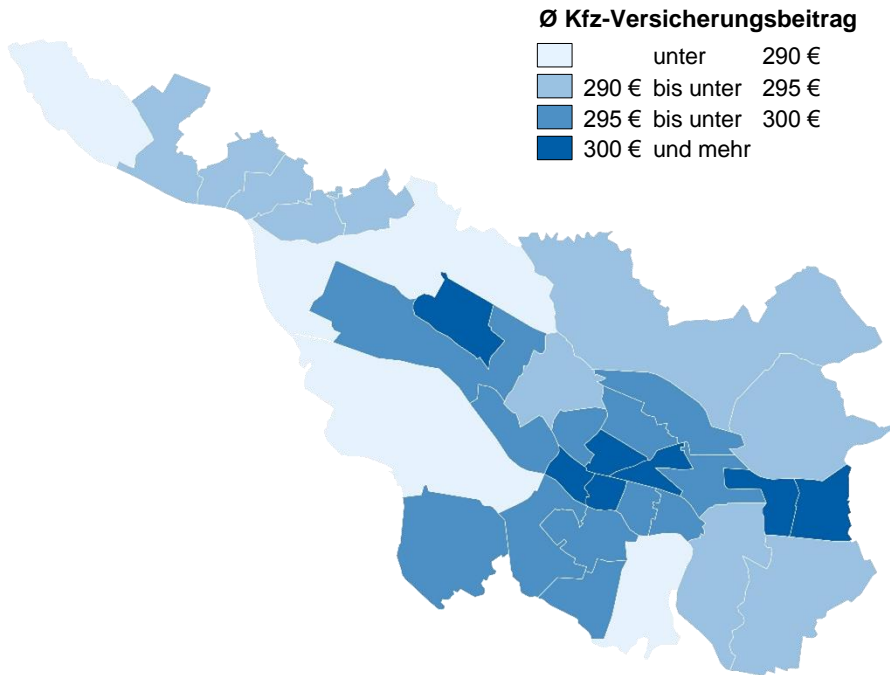 Ø Kfz-Versicherungsbeitrag
unter 290 €
290 € bis unter 295 €
295 € bis unter 300 €
300 € und mehr